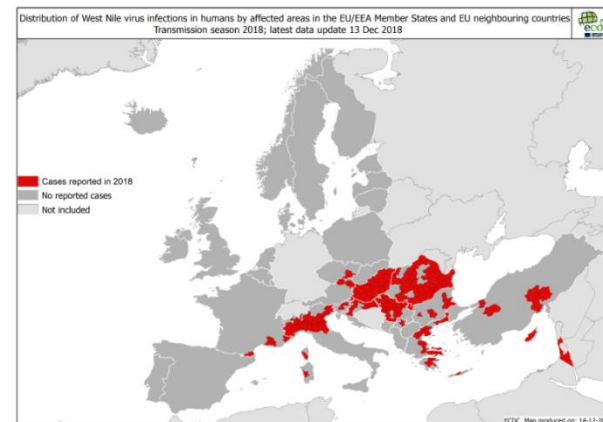 Distribution of West Nile virus infections in humans by affected areas in the EU/EEA Member States and EU neighbouring countries
Transmission season 2018; latest data update 13 Dec 2018
ecdc
Cases reported in 2018
No reported cases
Not included
ECDC. Map produced on: 14-12-20